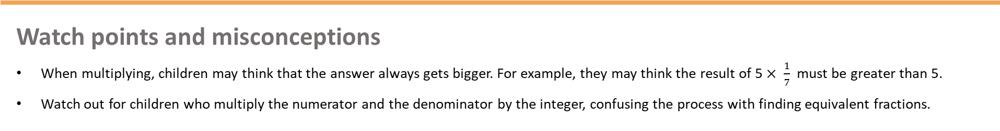 Watch points and misconceptions
• When multiplying, children may think that the answer always gets bigger. For example, they may think the result of 5 × 1/7 must be greater than 5.
• Watch out for children who multiply the numerator and the denominator by the integer, confusing the process with finding equivalent fractions.